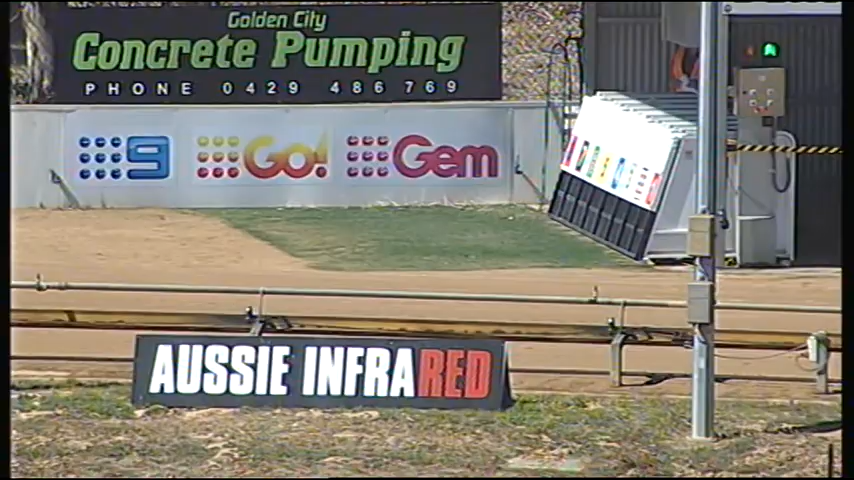 Golden City
Concrete Pumping
PHONE 0429 486 769
9 GO! Gem
AUSSIE INFRARED